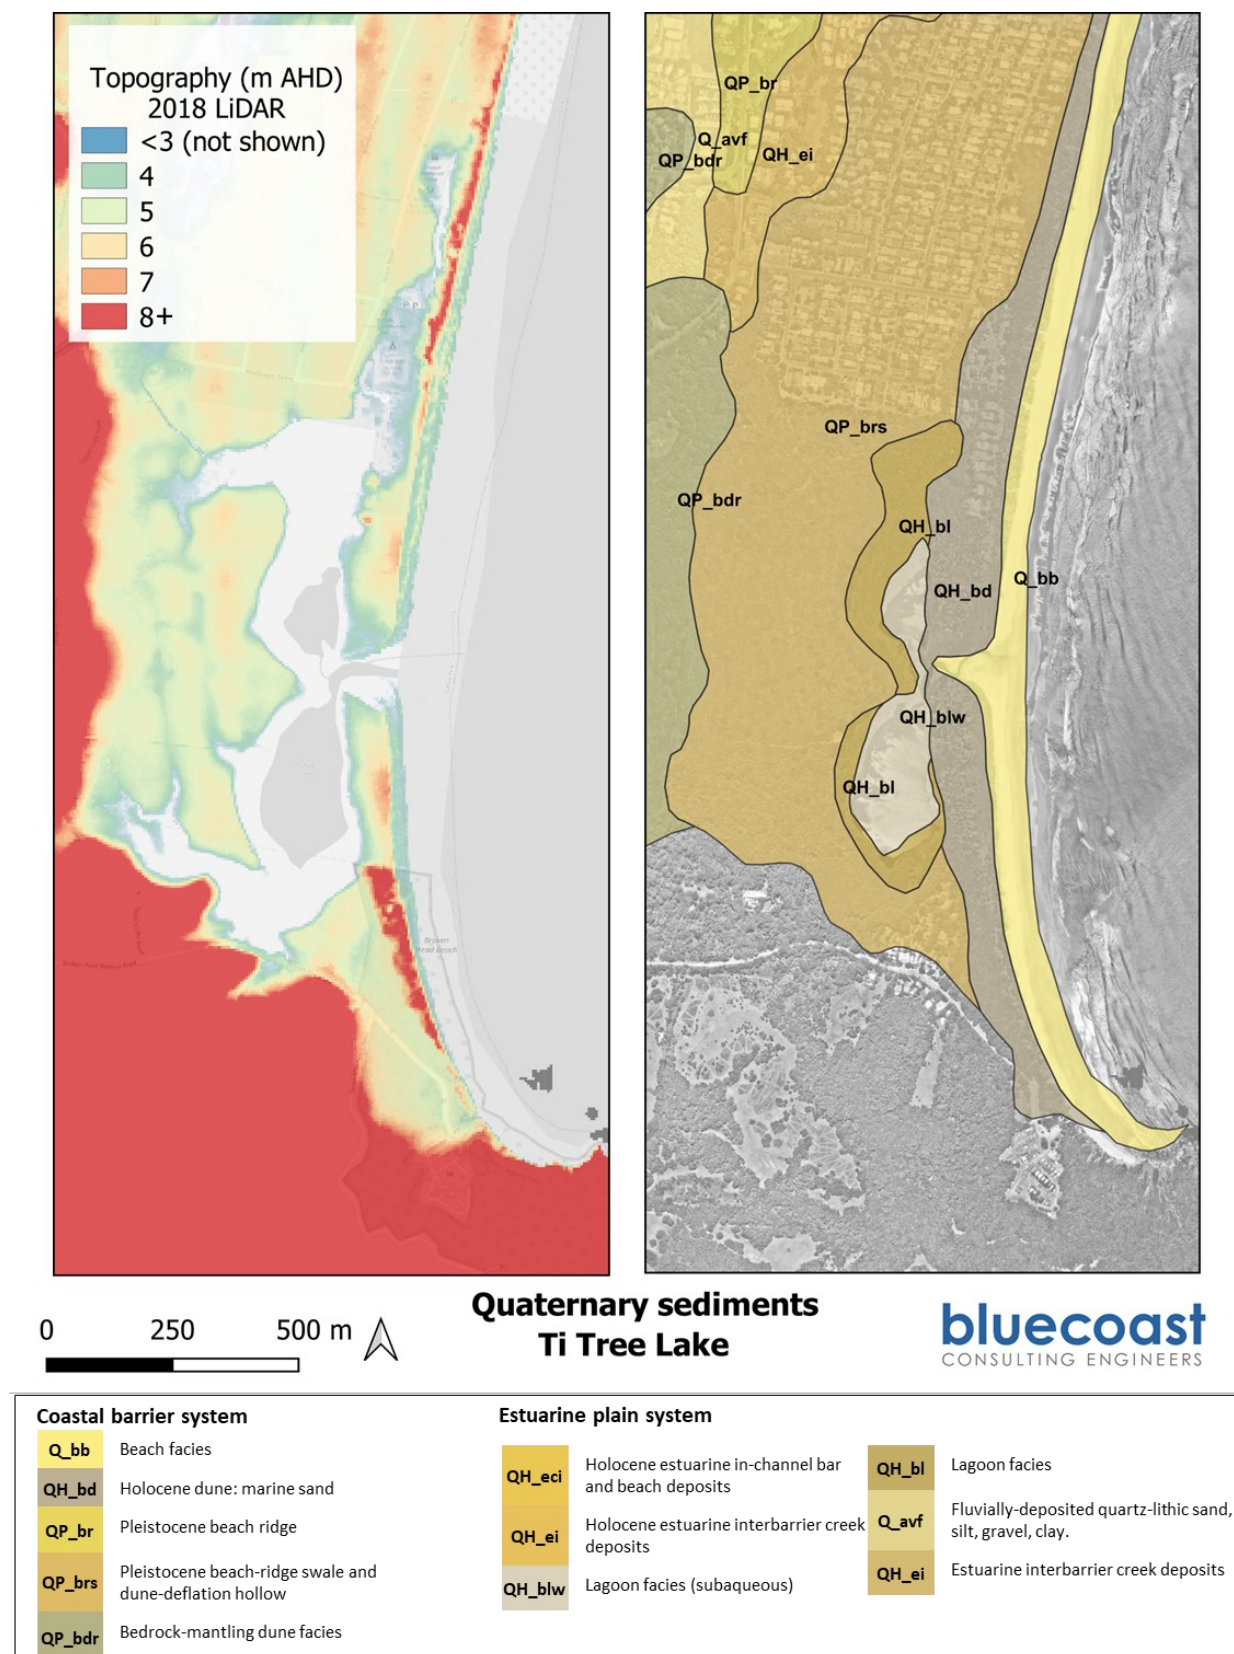 Topography (m AHD)
2018 LiDAR
<3 (not shown)
4
5
6
7
8+
Broken
Head Beach
QP_br
Q_avf
QP_bdr
QH_ei
QP_brs
QP_bdr
QH_bl
Q_bb
QH_bd
QH_blw
QH_bl
0 250 500 m
Quaternary sediments
Ti Tree Lake
bluecoast
CONSULTING ENGINEERS
Coastal barrier system
Q_bb Beach facies
QH_bd Holocene dune: marine sand
QP_br Pleistocene beach ridge
QP_brs Pleistocene beach-ridge swale and
dune-deflation hollow
QP_bdr Bedrock-mantling dune facies
Estuarine plain system
QH_eci Holocene estuarine in-channel bar
and beach deposits
QH_ei Holocene estuarine interbarrier creek
deposits
QH_blw Lagoon facies (subaqueous)
QH_bl Lagoon facies
Q_avf Fluvially-deposited quartz-lithic sand,
silt, gravel, clay.
QH_ei Estuarine interbarrier creek deposits